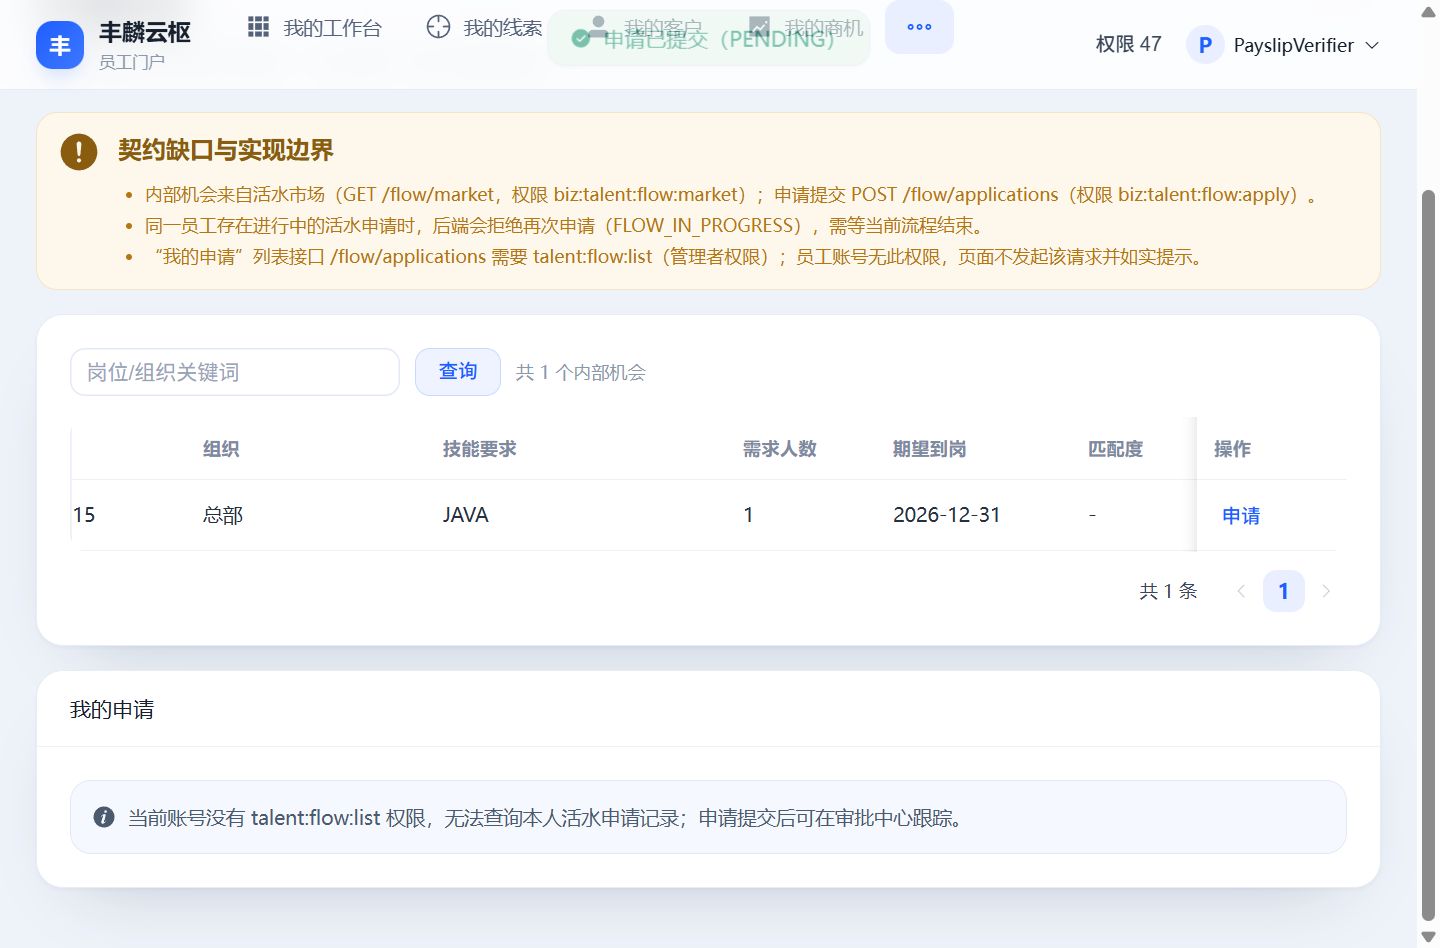 丰
丰麟云枢
员工门户
我的工作台
我的线索
我的客户
我的商机
申请已提交（PENDING）
权限 47
P
PayslipVerifier
契约缺口与实现边界
内部机会来自活水市场（GET /flow/market，权限 biz:talent:flow:market）；申请提交 POST /flow/applications（权限 biz:talent:flow:apply）。
同一员工存在进行中的活水申请时，后端会拒绝再次申请（FLOW_IN_PROGRESS），需等当前流程结束。
“我的申请”列表接口 /flow/applications 需要 talent:flow:list（管理者权限）；员工账号无此权限，页面不发起该请求并如实提示。
岗位/组织关键词
查询
共 1 个内部机会
组织 技能要求 需求人数 期望到岗 匹配度 操作
15 总部 JAVA 1 2026-12-31 - 申请
共 1 条
1
我的申请
当前账号没有 talent:flow:list 权限，无法查询本人活水申请记录；申请提交后可在审批中心跟踪。